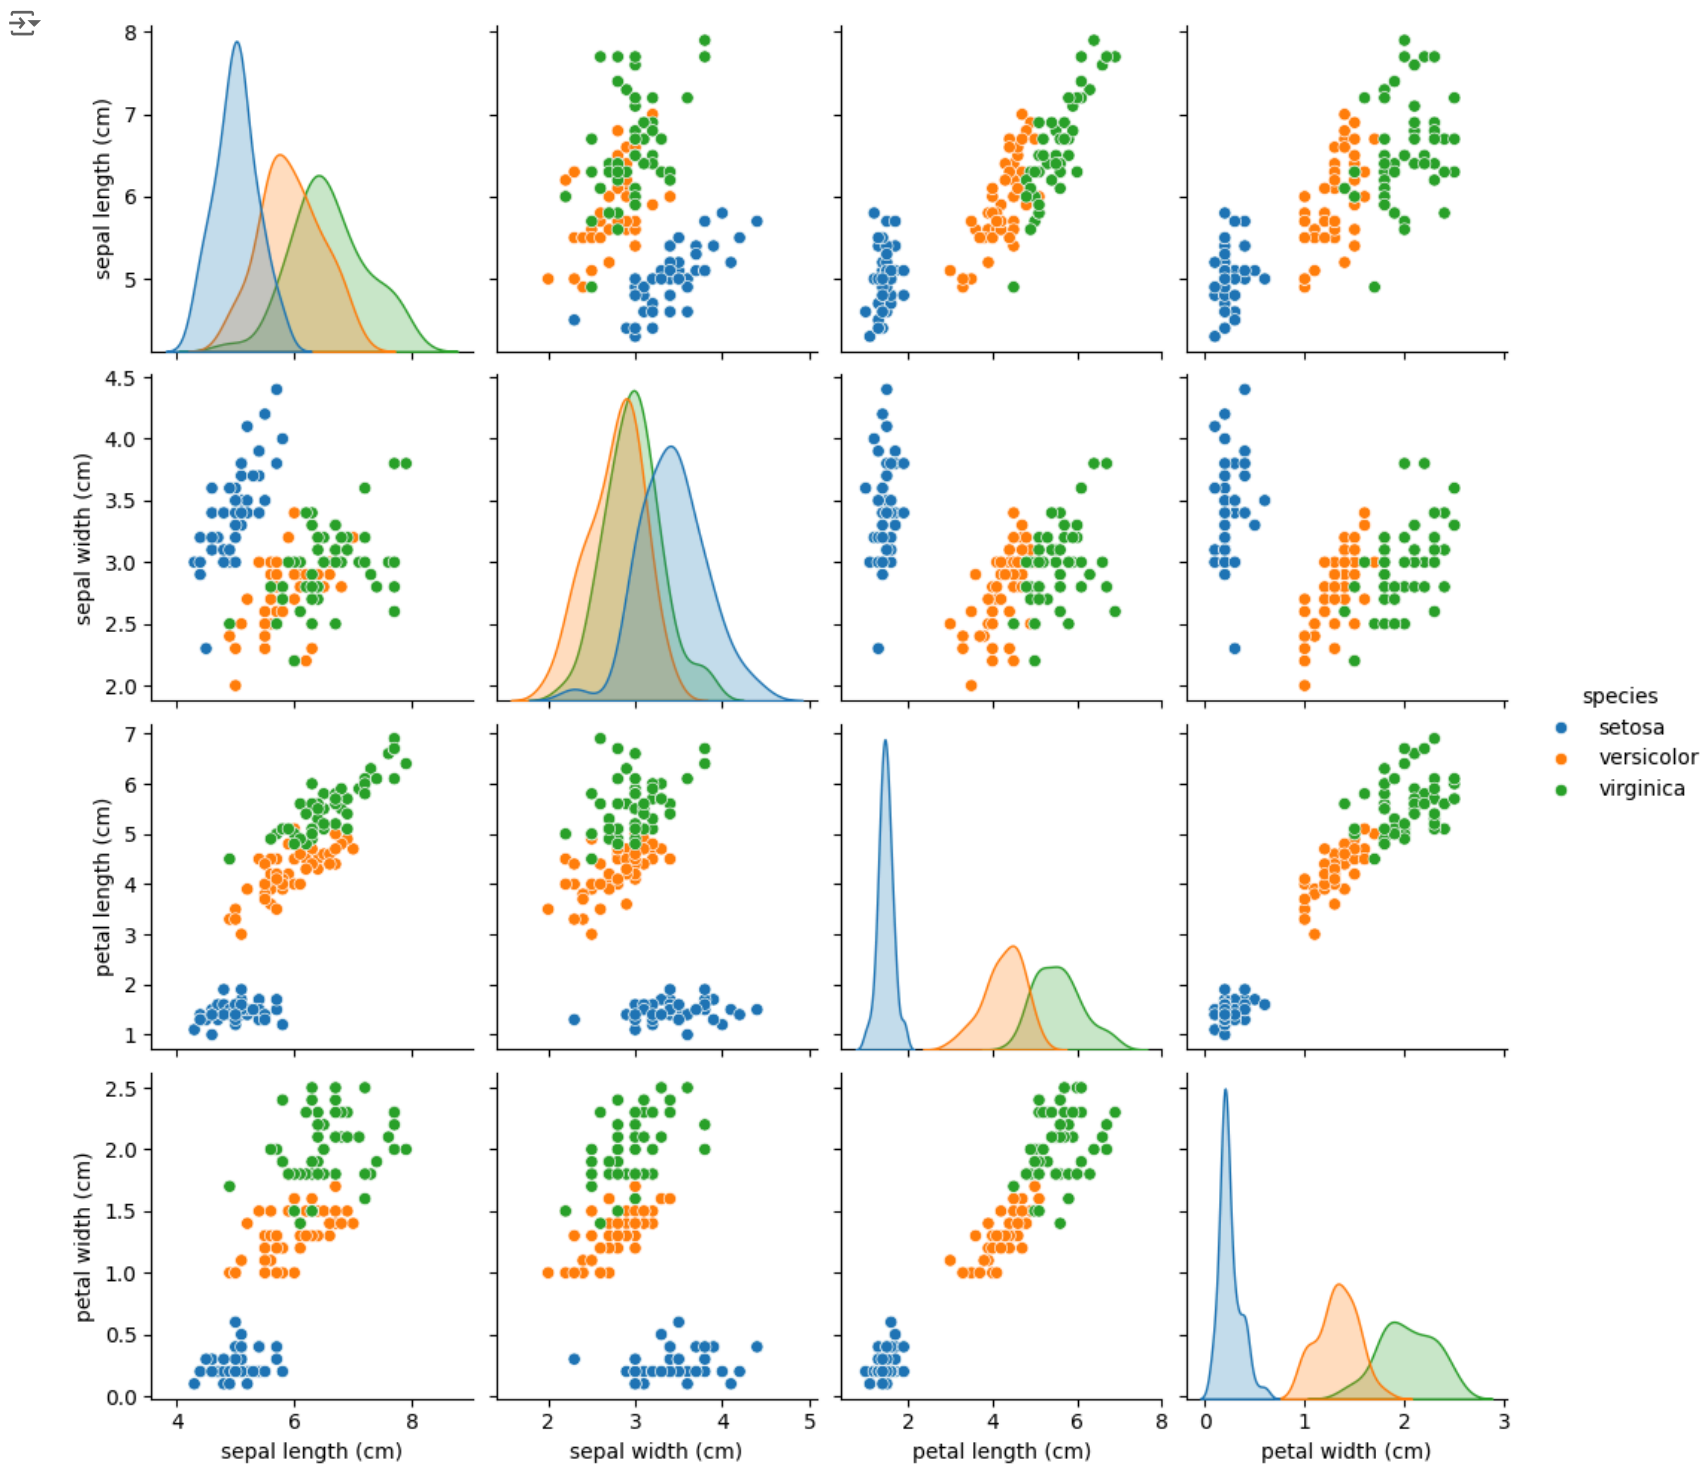 8
7
6
5
sepal length (cm)
4.5
4.0
3.5
3.0
2.5
2.0
sepal width (cm)
species
setosa
versicolor
virginica
7
6
5
4
3
2
1
petal length (cm)
2.5
2.0
1.5
1.0
0.5
0.0
petal width (cm)
4 6 8 2 3 4 5 2 4 6 8 0 1 2 3
sepal length (cm) sepal width (cm) petal length (cm) petal width (cm)